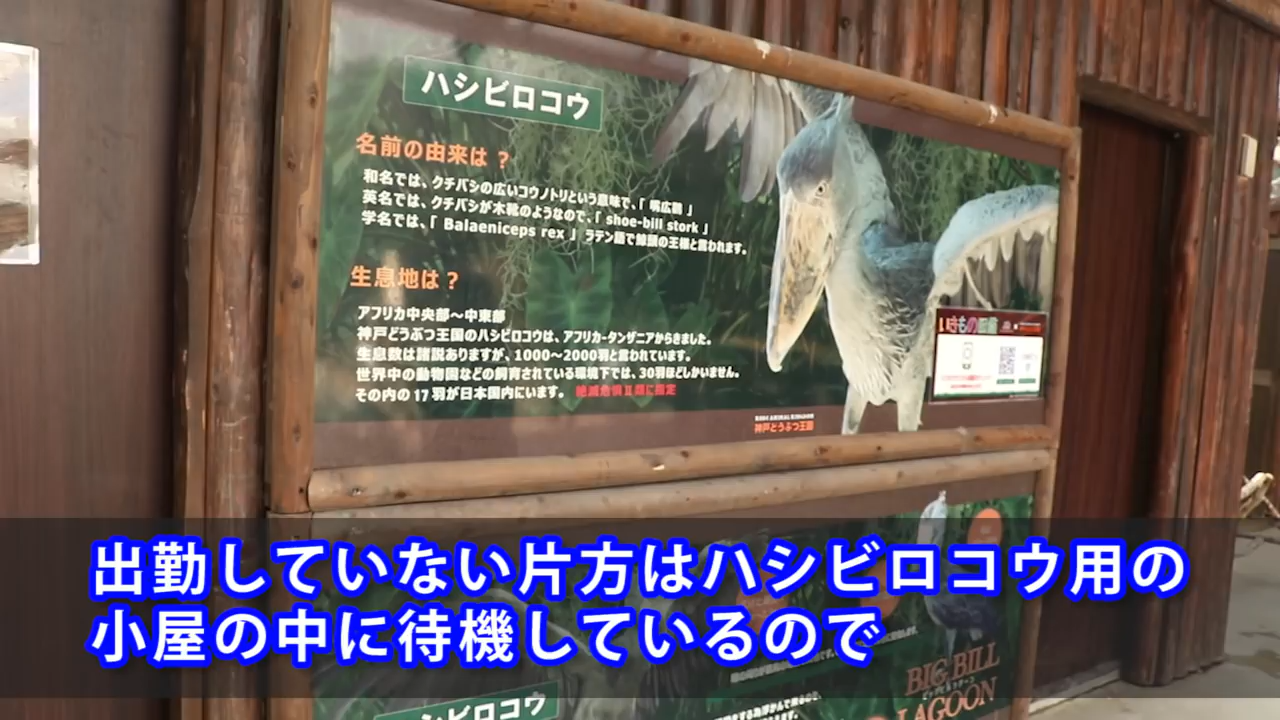 ハシビロコウ
名前の由来は？
和名では、クチバシの広いコウノトリという意味で、「嘴広鸛」
英名では、クチバシが木靴のようなので、「shoe-bill stork」
学名では、「Balaeniceps rex」ラテン語で鯨頭の王様と言われます。
生息地は？
アフリカ中央部～中東部
神戸どうぶつ王国のハシビロコウは、アフリカ-タンザニアからきました。
生息数は諸説ありますが、1000～2000羽と言われています。
世界中の動物園などの飼育されている環境下では、30羽ほどしかいません。
その内の17羽が日本国内にいます。 絶滅危惧Ⅱ類に指定
神戸どうぶつ王国
出勤していない片方はハシビロコウ用の
小屋の中に待機しているので
BIG BILL
LAGOON
シビロコウ